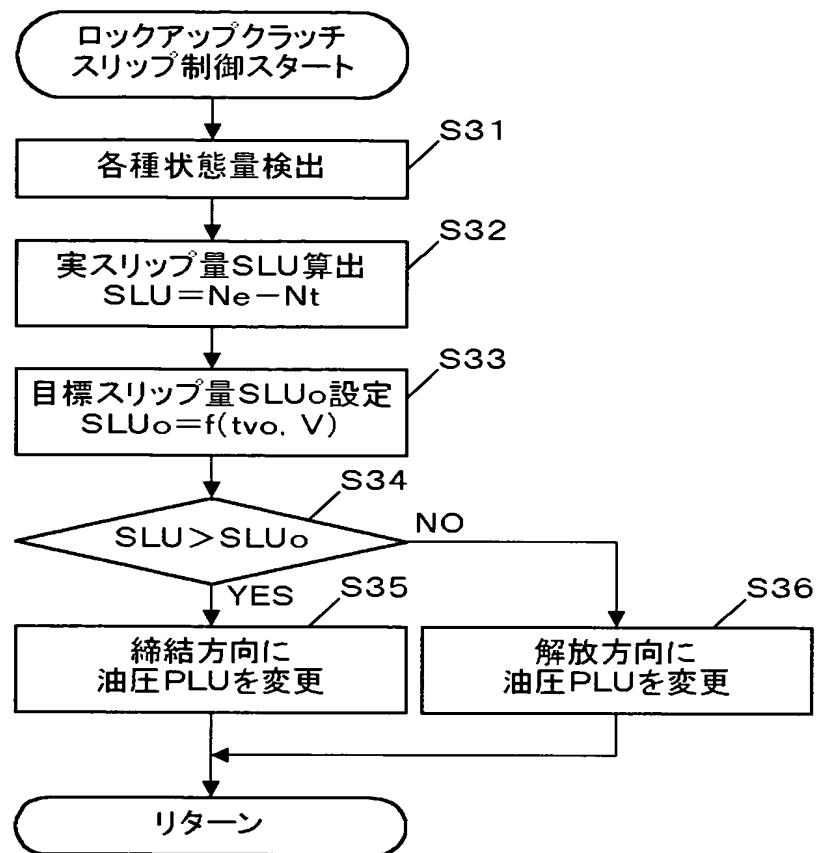 ロックアップクラッチ
スリップ制御スタート
S31
各種状態量検出
S32
実スリップ量SLU算出
SLU=Ne-Nt
S33
目標スリップ量SLUo設定
SLUo=f(tvo. V)
S34
SLU>SLUo
NO
YES
S35
締結方向に
油圧PLUを変更
S36
解放方向に
油圧PLUを変更
リターン